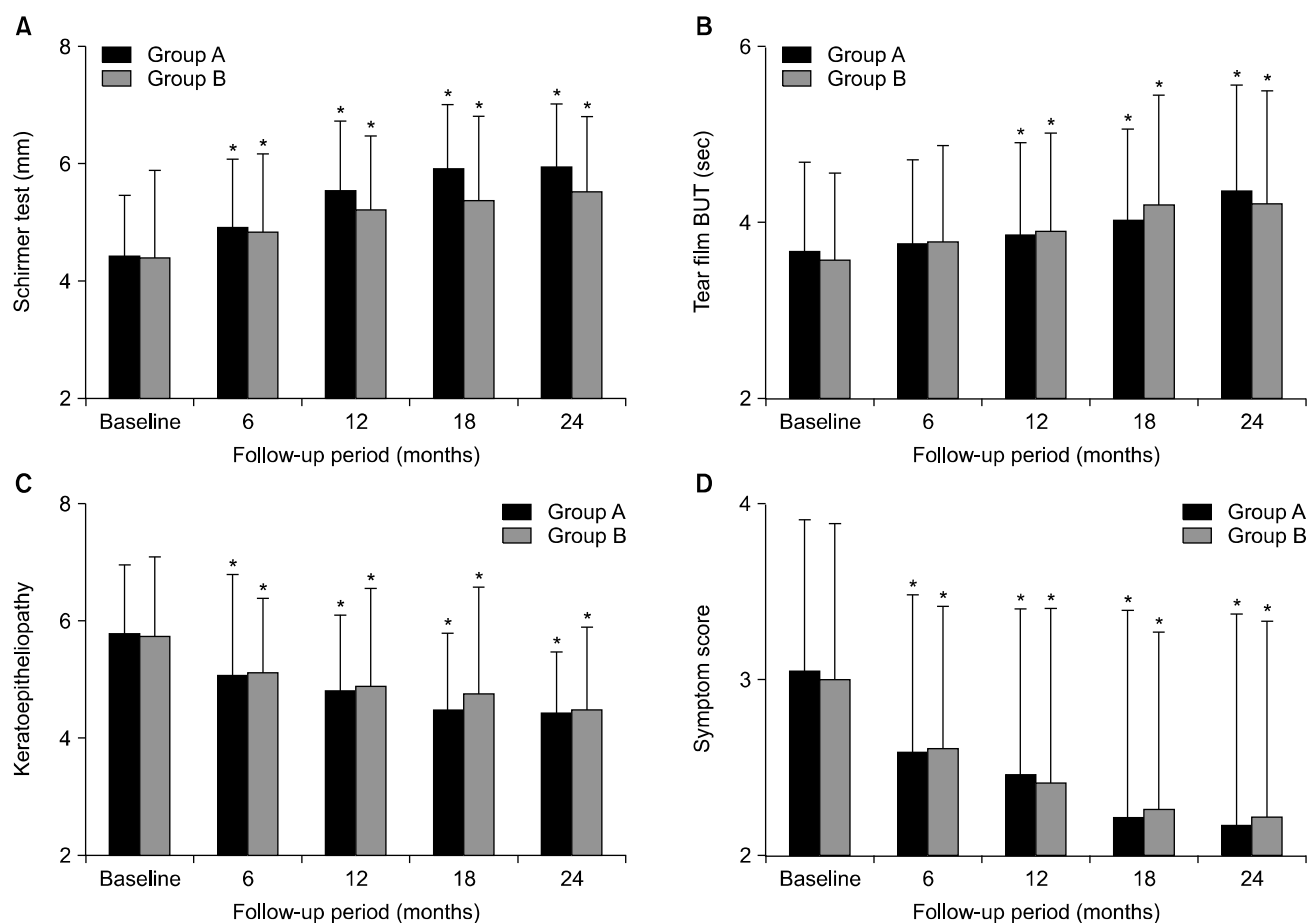 A
8
6
4
2
Schirmer test (mm)
Group A
Group B
* * * * * * * *
Baseline 6 12 18 24
Follow-up period (months)
B
6
4
2
Tear film BUT (sec)
Group A
Group B
* * * * * *
Baseline 6 12 18 24
Follow-up period (months)
C
8
6
4
2
Keratoepitheliopathy
Group A
Group B
* * * * * * * *
Baseline 6 12 18 24
Follow-up period (months)
D
4
3
2
Symptom score
Group A
Group B
* * * * * * * *
Baseline 6 12 18 24
Follow-up period (months)